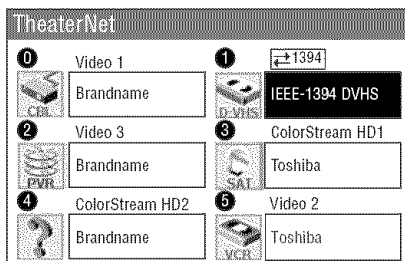 TheaterNet
0 Video 1
CBL Brandname
1 1394
D-VHS IEEE-1394 DVHS
2 Video 3
PVR Brandname
3 ColorStream HD1
SAT Toshiba
4 ColorStream HD2
? Brandname
5 Video 2
VCR Toshiba